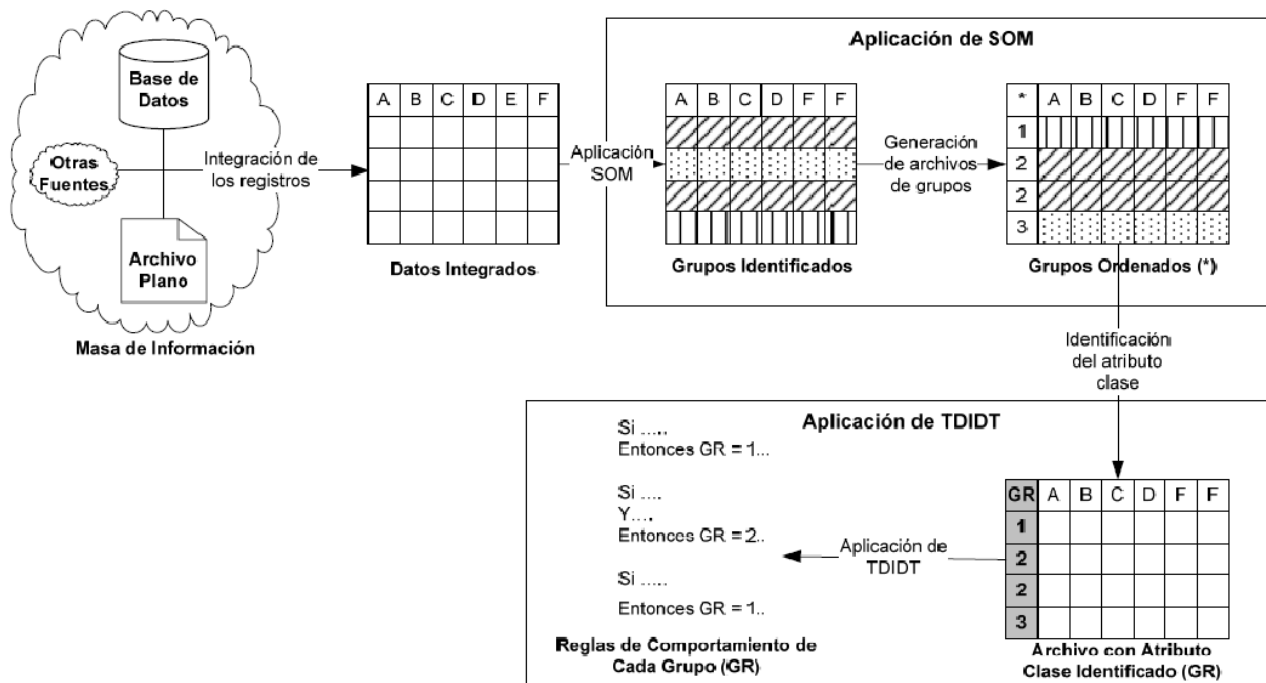 Base de
Datos
Otras
Fuentes
Archivo
Plano
Masa de Información
Integración de
los registros
A B C D E F
Datos Integrados
Aplicación
SOM
Aplicación de SOM
A B C D F F
Grupos Identificados
Generación
de archivos
de grupos
* A B C D F F
1
2
2
3
Grupos Ordenados (*)
Identificación
del atributo
clase
Aplicación de TDIDT
Si .....
Entonces GR = 1...
Si ....
Y....
Entonces GR = 2..
Si .....
Entonces GR = 1..
Reglas de Comportamiento de
Cada Grupo (GR)
Aplicación de
TDIDT
GR A B C D F F
1
2
2
3
Archivo con Atributo
Clase Identificado (GR)